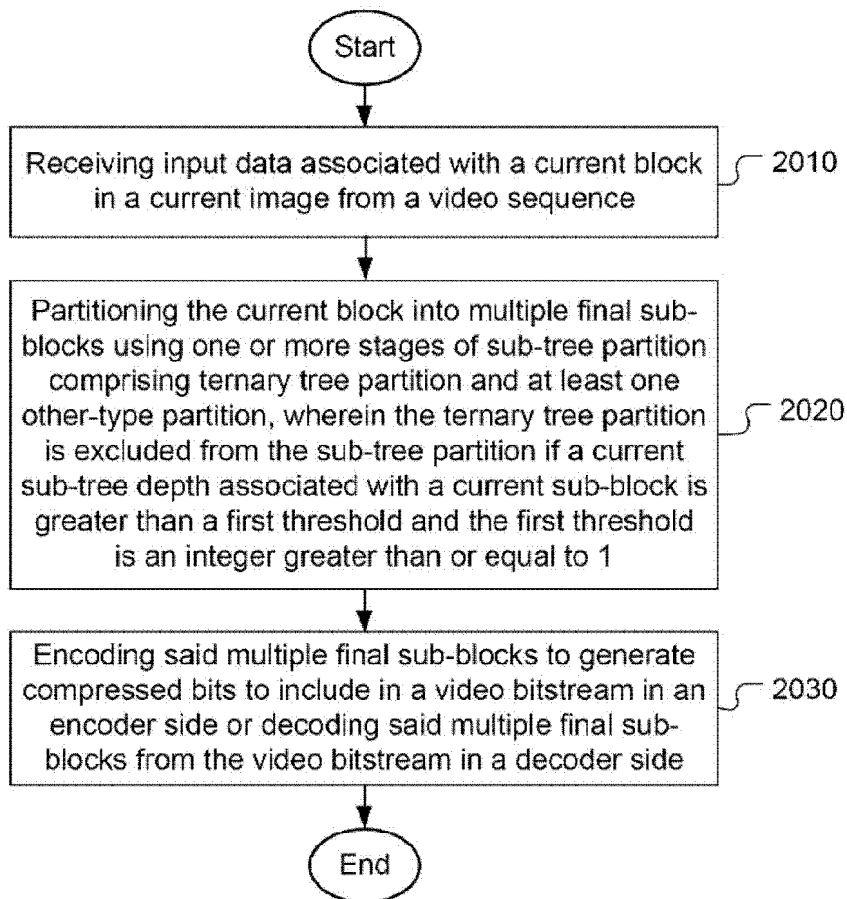 Start
Receiving input data associated with a current block
in a current image from a video sequence
2010
Partitioning the current block into multiple final sub-
blocks using one or more stages of sub-tree partition
comprising ternary tree partition and at least one
other-type partition, wherein the ternary tree partition
is excluded from the sub-tree partition if a current
sub-tree depth associated with a current sub-block is
greater than a first threshold and the first threshold
is an integer greater than or equal to 1
2020
Encoding said multiple final sub-blocks to generate
compressed bits to include in a video bitstream in an
encoder side or decoding said multiple final sub-
blocks from the video bitstream in a decoder side
2030
End